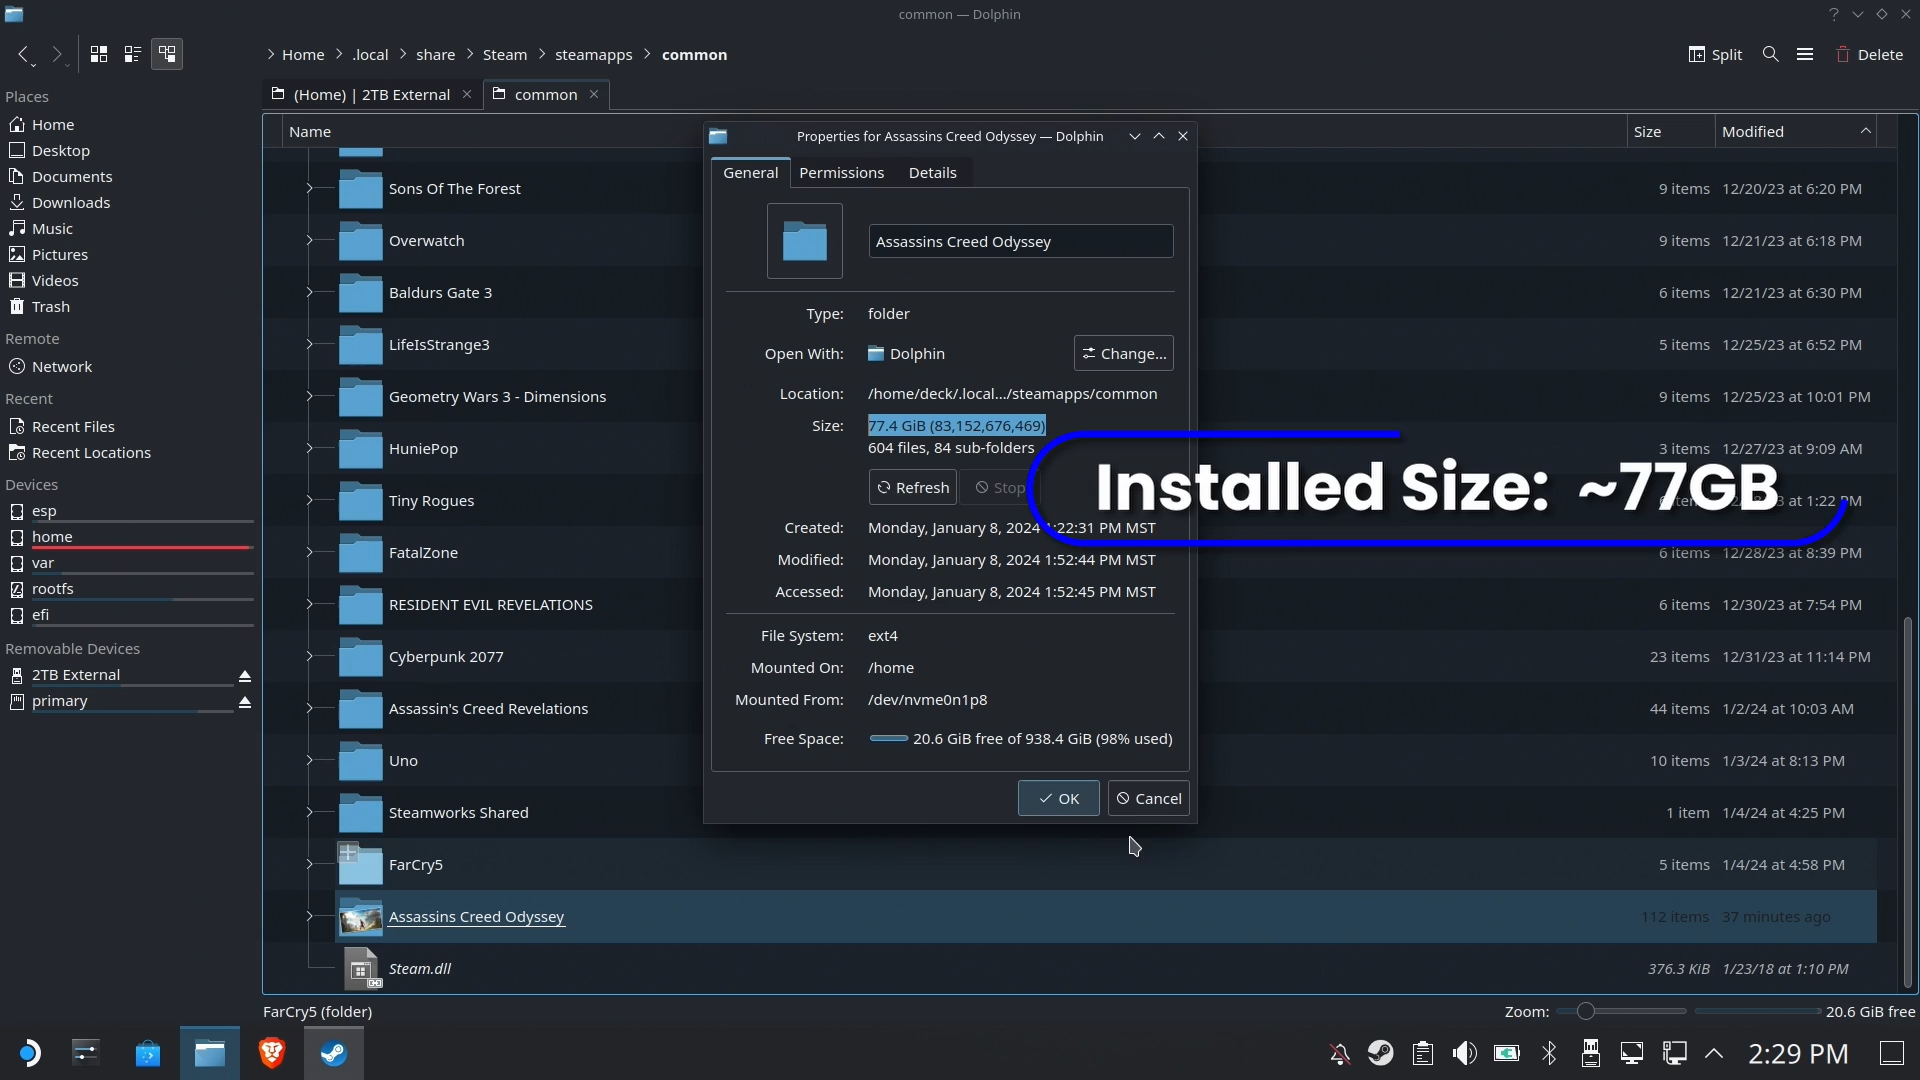 common — Dolphin
Home .local share Steam steamapps common
Split Delete
Places
Home
Desktop
Documents
Downloads
Music
Pictures
Videos
Trash
Remote
Network
Recent
Recent Files
Recent Locations
Devices
esp
home
var
rootfs
efi
Removable Devices
2TB External
primary
(Home) | 2TB External
common
Name Size Modified
Sons Of The Forest 9 items 12/20/23 at 6:20 PM
Overwatch 9 items 12/21/23 at 6:18 PM
Baldurs Gate 3 6 items 12/21/23 at 6:30 PM
LifeIsStrange3 5 items 12/25/23 at 6:52 PM
Geometry Wars 3 - Dimensions 9 items 12/25/23 at 10:01 PM
HuniePop 3 items 12/27/23 at 9:09 AM
Tiny Rogues
FatalZone 6 items 12/28/23 at 8:39 PM
RESIDENT EVIL REVELATIONS 6 items 12/30/23 at 7:54 PM
Cyberpunk 2077 23 items 12/31/23 at 11:14 PM
Assassin's Creed Revelations 44 items 1/2/24 at 10:03 AM
Uno 10 items 1/3/24 at 8:13 PM
Steamworks Shared 1 item 1/4/24 at 4:25 PM
FarCry5 5 items 1/4/24 at 4:58 PM
Assassins Creed Odyssey 112 items 37 minutes ago
Steam.dll 376.3 KiB 1/23/18 at 1:10 PM
Properties for Assassins Creed Odyssey — Dolphin
General Permissions Details
Assassins Creed Odyssey
Type: folder
Open With: Dolphin Change...
Location: /home/deck/.local.../steamapps/common
Size: 77.4 GiB (83,152,676,469)
604 files, 84 sub-folders
Refresh Stop
Installed Size: ~77GB
Created: Monday, January 8, 2024 1:22:31 PM MST
Modified: Monday, January 8, 2024 1:52:44 PM MST
Accessed: Monday, January 8, 2024 1:52:45 PM MST
File System: ext4
Mounted On: /home
Mounted From: /dev/nvme0n1p8
Free Space: 20.6 GiB free of 938.4 GiB (98% used)
OK Cancel
FarCry5 (folder) Zoom: 20.6 GiB free
2:29 PM